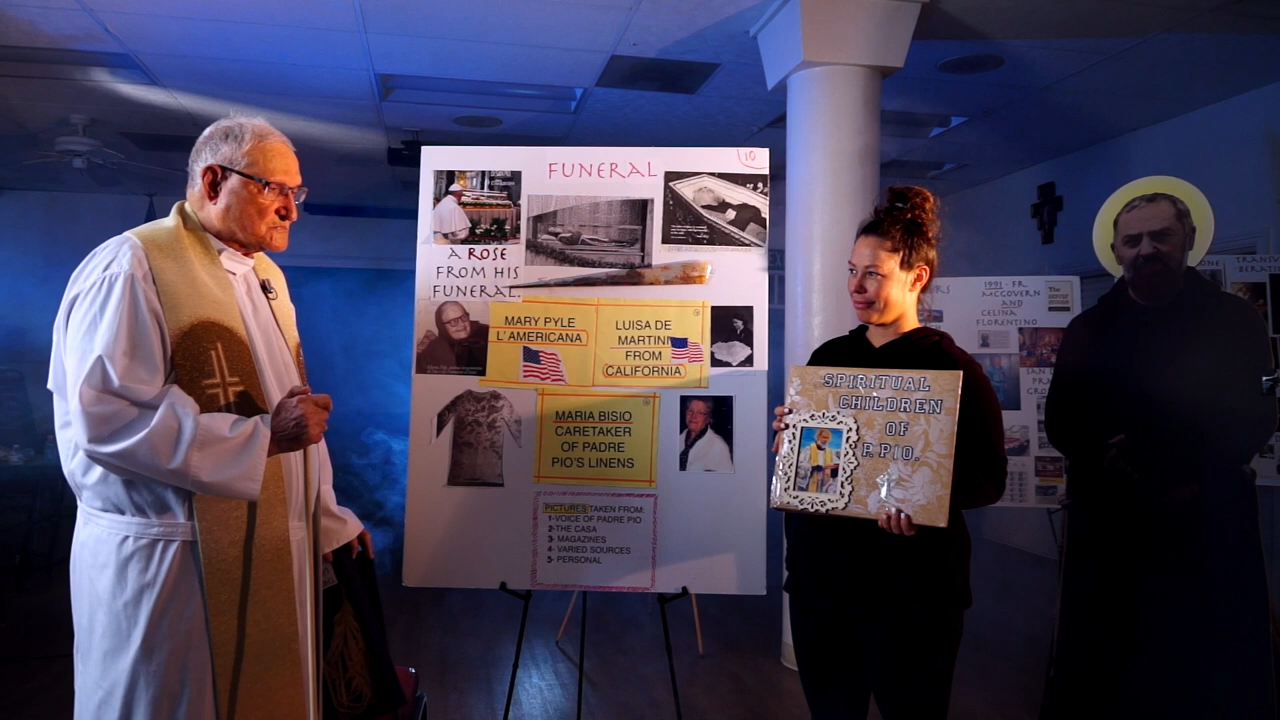 FUNERAL
10
A ROSE
FROM HIS
FUNERAL.
MARY PYLE
L'AMERICANA
LUISA DE
MARTINI
FROM
CALIFORNIA
MARIA BISIO
CARETAKER
OF PADRE
PIO'S LINENS
PICTURES TAKEN FROM:
1-VOICE OF PADRE PIO
2-THE CASA
3- MAGAZINES
4- VARIED SOURCES
5- PERSONAL
SPIRITUAL
CHILDREN
OF
P. PIO.
1991 - FR.
MCGOVERN
AND
CELINA
FLORENTINO